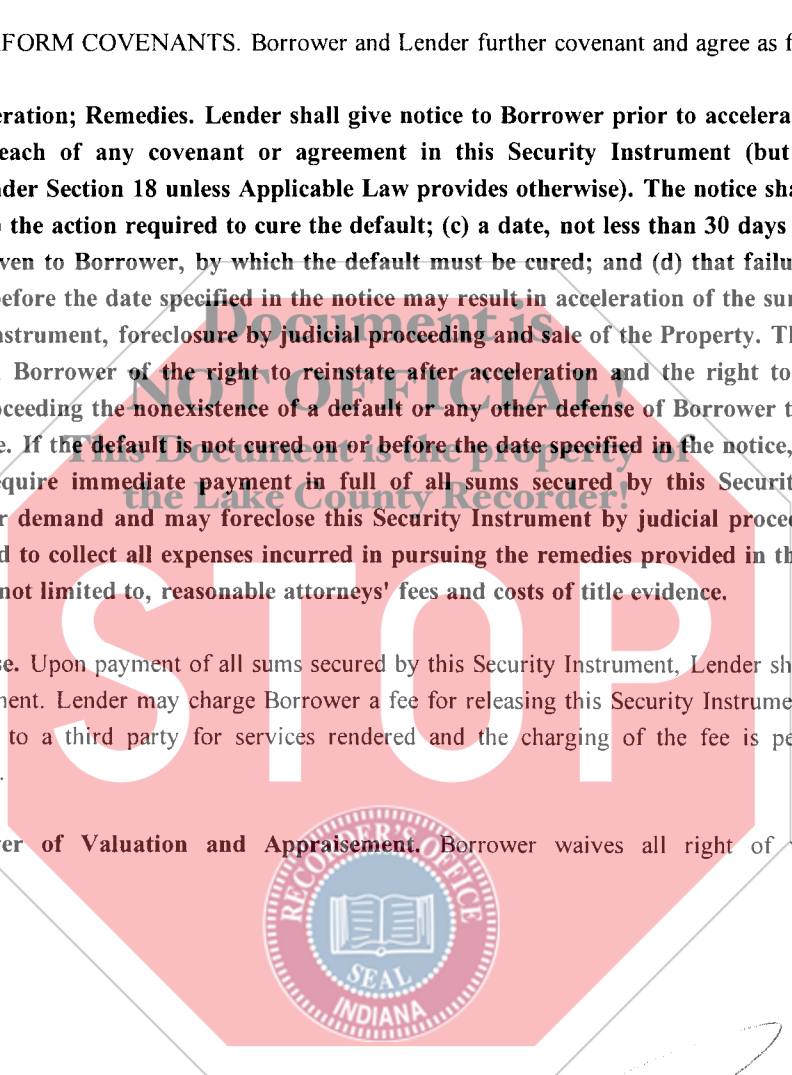 FORM COVENANTS. Borrower and Lender further covenant and agree as f
eration; Remedies. Lender shall give notice to Borrower prior to accelera
each of any covenant or agreement in this Security Instrument (but
nder Section 18 unless Applicable Law provides otherwise). The notice sha
the action required to cure the default; (c) a date, not less than 30 days
ven to Borrower, by which the default must be cured; and (d) that failu
before the date specified in the notice may result in acceleration of the su
nstrument, foreclosure by judicial proceeding and sale of the Property. Th
Borrower of the right to reinstate after acceleration and the right to
oceeding the nonexistence of a default or any other defense of Borrower t
e. If the default is not cured on or before the date specified in the notice,
equire immediate payment in full of all sums secured by this Securit
r demand and may foreclose this Security Instrument by judicial procee
d to collect all expenses incurred in pursuing the remedies provided in th
not limited to, reasonable attorneys' fees and costs of title evidence.
se. Upon payment of all sums secured by this Security Instrument, Lender sh
ment. Lender may charge Borrower a fee for releasing this Security Instrume
to a third party for services rendered and the charging of the fee is pe
er of Valuation and Appraisement. Borrower waives all right of
Document is
NOT OFFICIAL!
This Document is the property of
the Lake County Recorder!
STOP
RECORDER'S OFFICE
SEAL
INDIANA